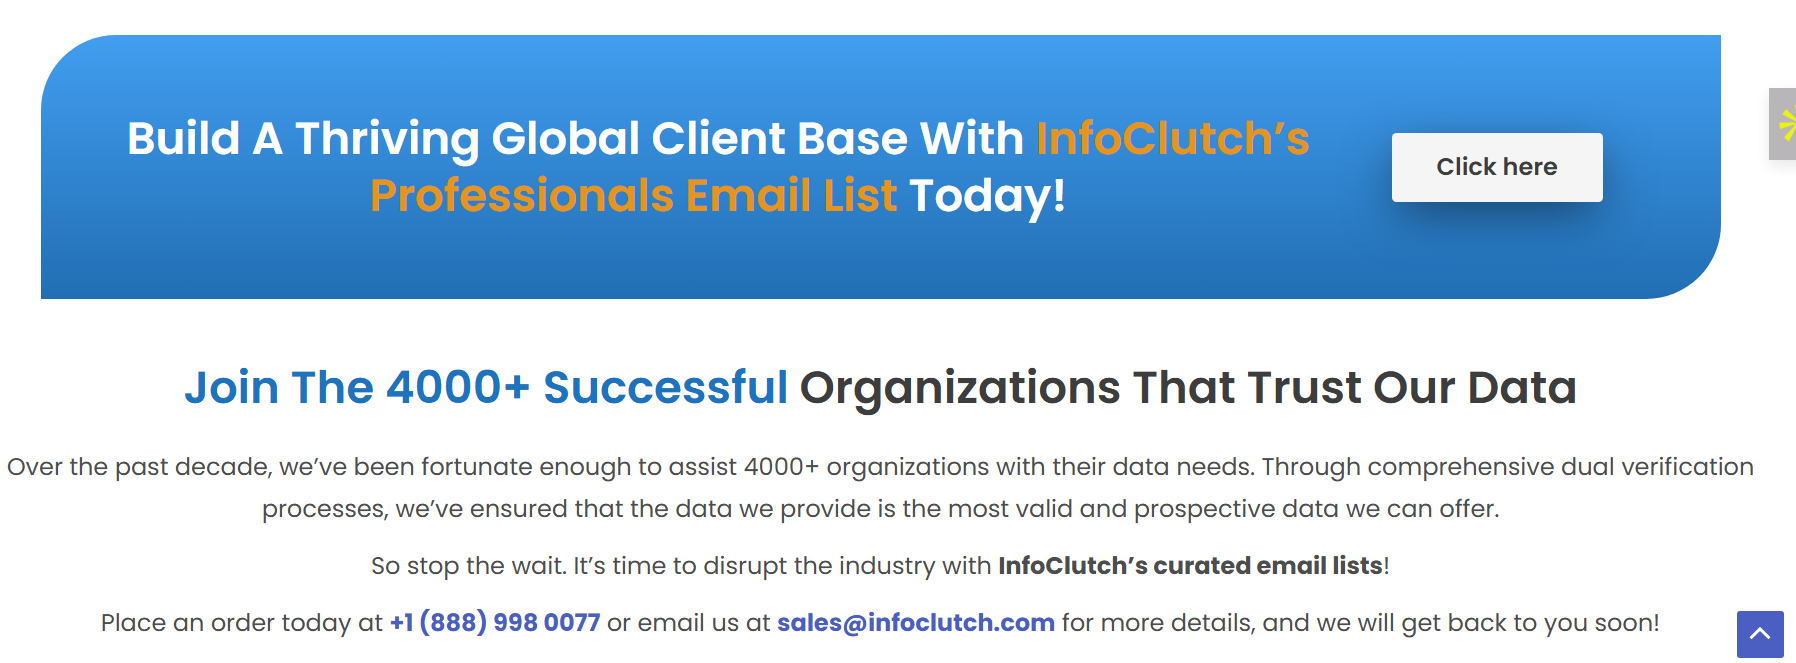 Build A Thriving Global Client Base With InfoClutch’s
Professionals Email List Today!
Click here
Join The 4000+ Successful Organizations That Trust Our Data
Over the past decade, we’ve been fortunate enough to assist 4000+ organizations with their data needs. Through comprehensive dual verification
processes, we’ve ensured that the data we provide is the most valid and prospective data we can offer.
So stop the wait. It’s time to disrupt the industry with InfoClutch’s curated email lists!
Place an order today at +1 (888) 998 0077 or email us at sales@infoclutch.com for more details, and we will get back to you soon!